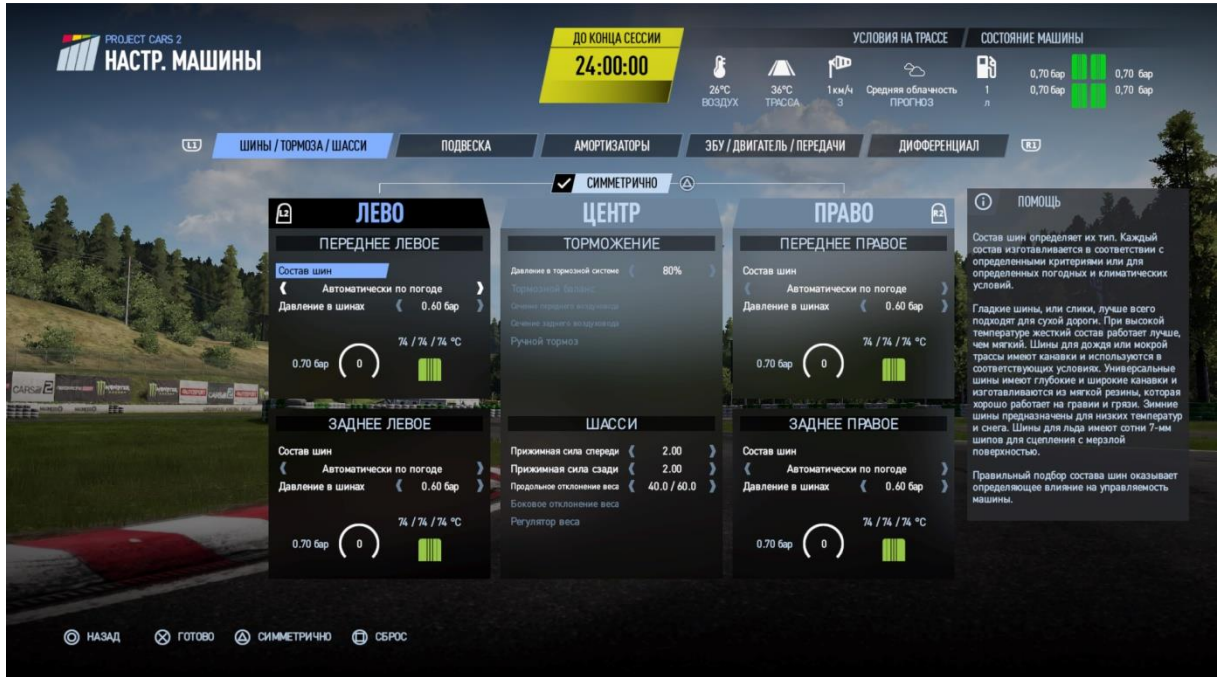 PROJECT CARS 2
НАСТР. МАШИНЫ
ДО КОНЦА СЕССИИ
24:00:00
УСЛОВИЯ НА ТРАССЕ
СОСТОЯНИЕ МАШИНЫ
26°C
ВОЗДУХ
36°C
ТРАССА
1 км/ч
3
Средняя облачность
ПРОГНОЗ
1
л
0,70 бар 0,70 бар
0,70 бар 0,70 бар
L1 ШИНЫ / ТОРМОЗА / ШАССИ ПОДВЕСКА АМОРТИЗАТОРЫ ЭБУ / ДВИГАТЕЛЬ / ПЕРЕДАЧИ ДИФФЕРЕНЦИАЛ R1
СИММЕТРИЧНО
L2 ЛЕВО
ПЕРЕДНЕЕ ЛЕВОЕ
Состав шин
Автоматически по погоде
Давление в шинах 0.60 бар
74 / 74 / 74 °C
0.70 бар 0
ЗАДНЕЕ ЛЕВОЕ
Состав шин
Автоматически по погоде
Давление в шинах 0.60 бар
74 / 74 / 74 °C
0.70 бар 0
ЦЕНТР
ТОРМОЖЕНИЕ
Давление в тормозной системе 80%
Тормозной баланс
Сечение переднего воздуховода
Сечение заднего воздуховода
Ручной тормоз
ШАССИ
Прижимная сила спереди 2.00
Прижимная сила сзади 2.00
Продольное отклонение веса 40.0 / 60.0
Боковое отклонение веса
Регулятор веса
ПРАВО R2
ПЕРЕДНЕЕ ПРАВОЕ
Состав шин
Автоматически по погоде
Давление в шинах 0.60 бар
74 / 74 / 74 °C
0.70 бар 0
ЗАДНЕЕ ПРАВОЕ
Состав шин
Автоматически по погоде
Давление в шинах 0.60 бар
74 / 74 / 74 °C
0.70 бар 0
ПОМОЩЬ
Состав шин определяет их тип. Каждый
состав изготавливается в соответствии с
определенными критериями или для
определенных погодных и климатических
условий.
Гладкие шины, или слики, лучше всего
подходят для сухой дороги. При высокой
температуре жесткий состав работает лучше,
чем мягкий. Шины для дождя или мокрой
трассы имеют канавки и используются в
соответствующих условиях. Универсальные
шины имеют глубокие и широкие канавки и
изготавливаются из мягкой резины, которая
хорошо работает на гравии и грязи. Зимние
шины предназначены для низких температур
и снега. Шины для льда имеют сотни 7-мм
шипов для сцепления с мерзлой
поверхностью.
Правильный подбор состава шин оказывает
определяющее влияние на управляемость
машины.
НАЗАД ГОТОВО СИММЕТРИЧНО СБРОС